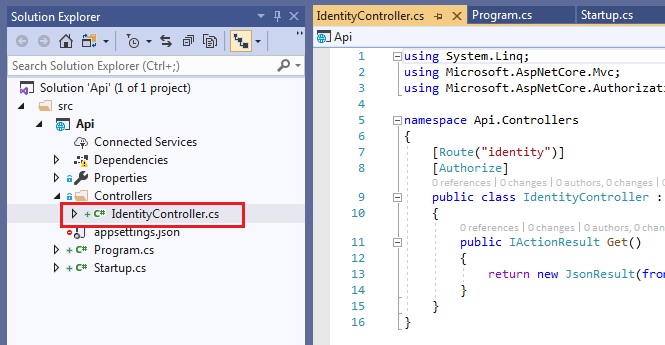 Solution Explorer
Search Solution Explorer (Ctrl+;)
Solution 'Api' (1 of 1 project)
src
Api
Connected Services
Dependencies
Properties
Controllers
+ C# IdentityController.cs
appsettings.json
+ C# Program.cs
+ C# Startup.cs
IdentityController.cs
Program.cs
Startup.cs
Api
1 using System.Linq;
2 using Microsoft.AspNetCore.Mvc;
3 using Microsoft.AspNetCore.Authorizati
4
5 namespace Api.Controllers
6 {
7 [Route("identity")]
8 [Authorize]
0 references | 0 changes | 0 authors, 0 changes
9 public class IdentityController :
10 {
0 references | 0 changes | 0 authors, 0 chang
11 public IActionResult Get()
12 {
13 return new JsonResult(from
14 }
15 }
16 }